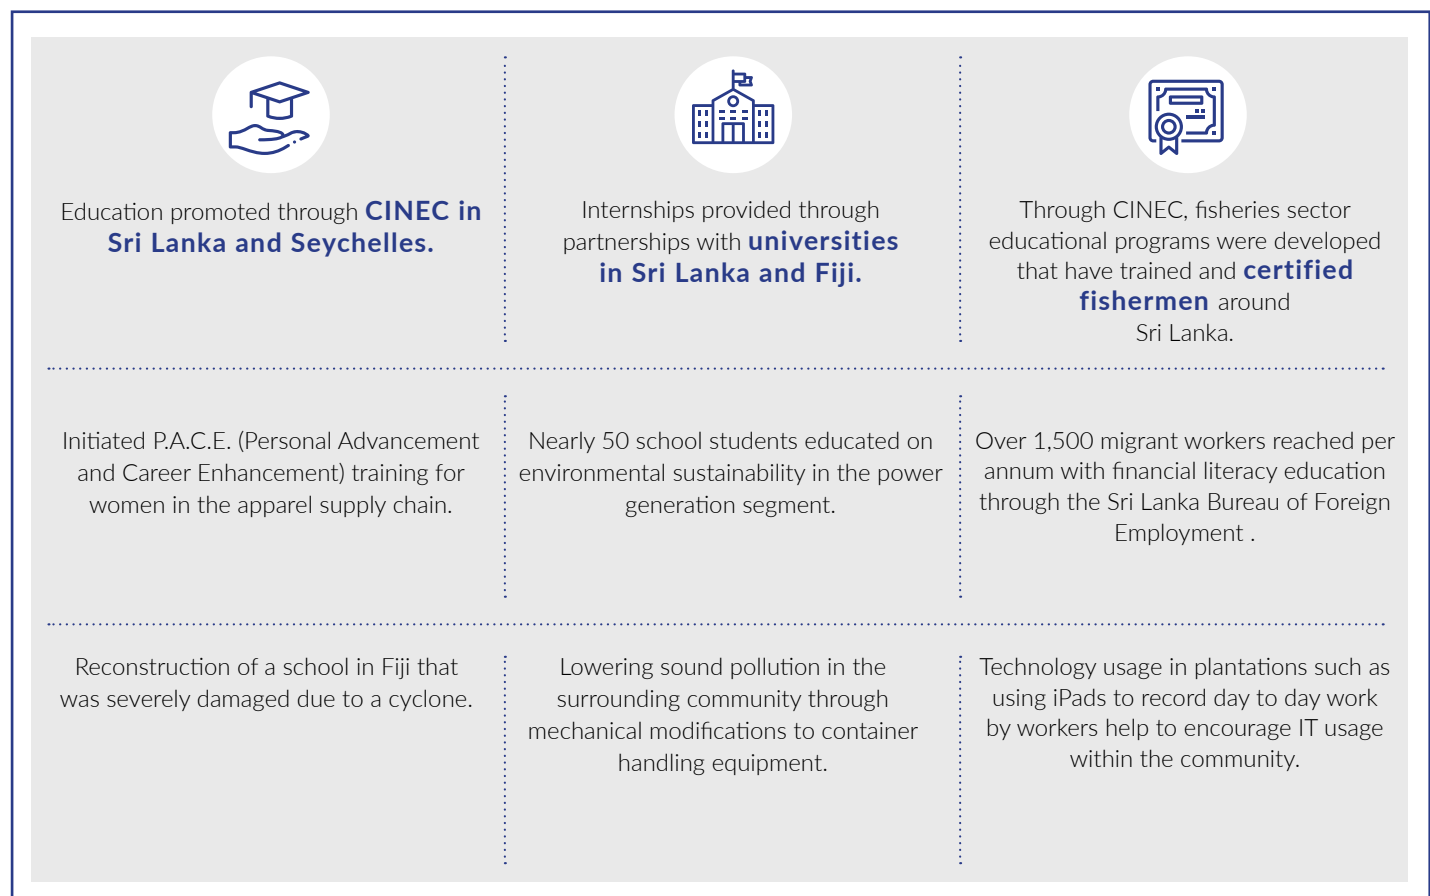 Education promoted through CINEC in
Sri Lanka and Seychelles.
Internships provided through
partnerships with universities
in Sri Lanka and Fiji.
Through CINEC, fisheries sector
educational programs were developed
that have trained and certified
fishermen around
Sri Lanka.
Initiated P.A.C.E. (Personal Advancement
and Career Enhancement) training for
women in the apparel supply chain.
Nearly 50 school students educated on
environmental sustainability in the power
generation segment.
Over 1,500 migrant workers reached per
annum with financial literacy education
through the Sri Lanka Bureau of Foreign
Employment .
Reconstruction of a school in Fiji that
was severely damaged due to a cyclone.
Lowering sound pollution in the
surrounding community through
mechanical modifications to container
handling equipment.
Technology usage in plantations such as
using iPads to record day to day work
by workers help to encourage IT usage
within the community.